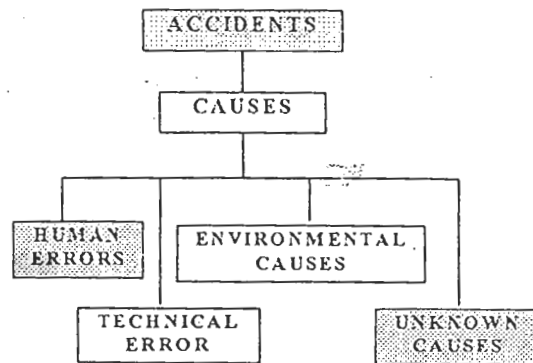 ACCIDENTS
CAUSES
HUMAN
ERRORS
ENVIRONMENTAL
CAUSES
TECHNICAL
ERROR
UNKNOWN
CAUSES